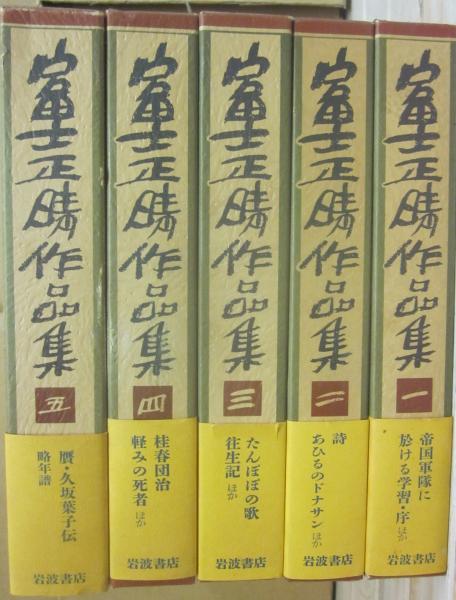 富士正晴作品集
一
帝国軍隊に
於ける学習・序 ほか
岩波書店
富士正晴作品集
二
詩
あひるのドナサン ほか
岩波書店
富士正晴作品集
三
たんぽぽの歌
往生記 ほか
岩波書店
富士正晴作品集
四
桂春団治
軽みの死者 ほか
岩波書店
富士正晴作品集
五
贋・久坂葉子伝
略年譜
岩波書店